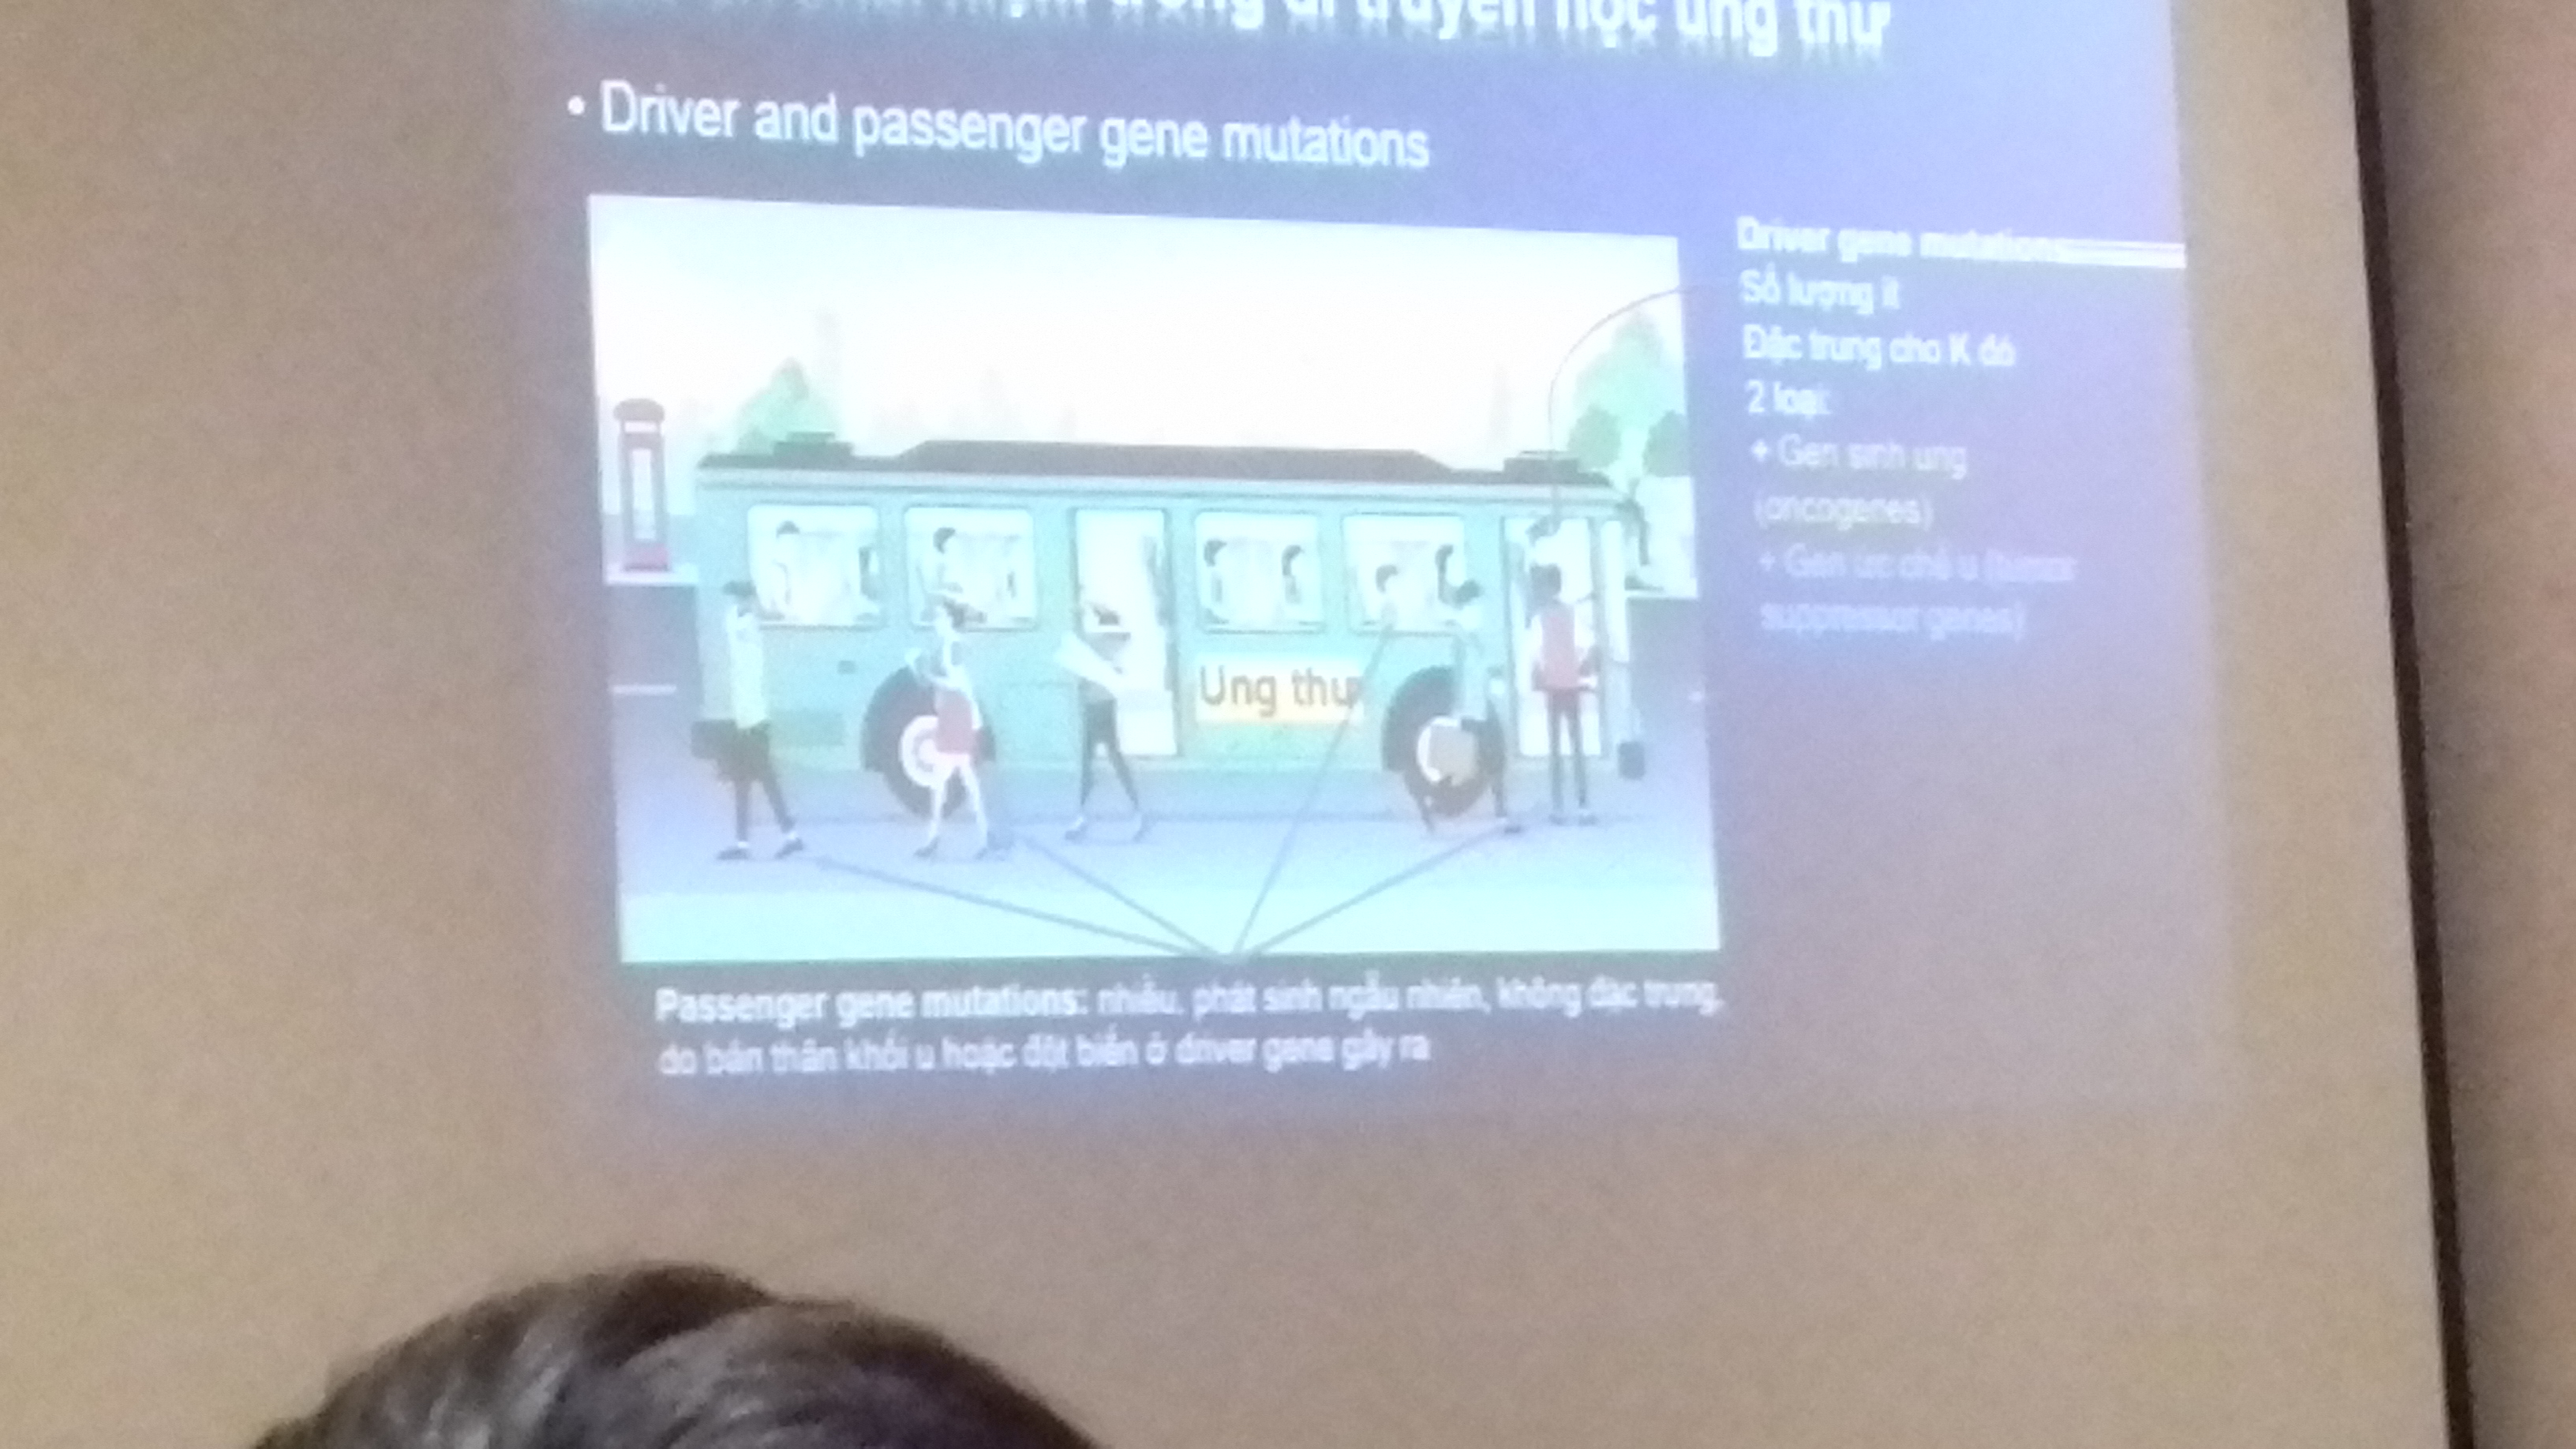 trong di truyền học ung thư
• Driver and passenger gene mutations
Driver gene mutations
Số lượng ít
Đặc trưng cho K đó
2 loại:
+ Gen sinh ung
(oncogenes)
+ Gen ức chế u (tumor
suppressor genes)
Ung thư
Passenger gene mutations: nhiều, phát sinh ngẫu nhiên, không đặc trưng,
do bản thân khối u hoặc đột biến ở driver gene gây ra